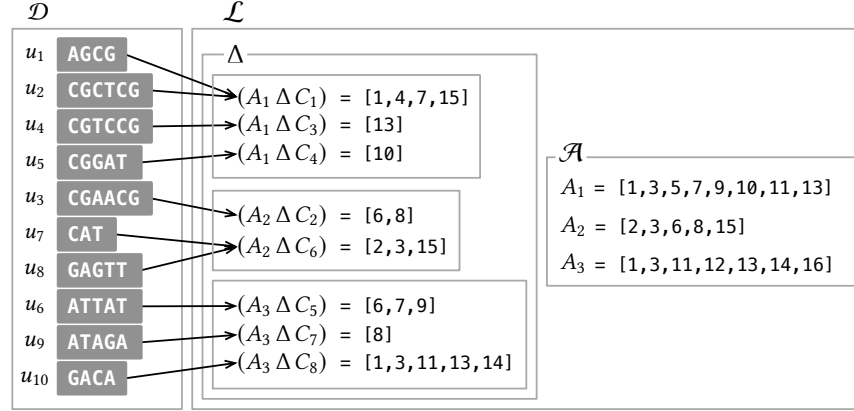 𝒟
ℒ
u1 AGCG
u2 CGCTCG
u4 CGTCCG
u5 CGGAT
u3 CGAACG
u7 CAT
u8 GAGTT
u6 ATTAT
u9 ATAGA
u10 GACA
Δ
(A1 Δ C1) = [1,4,7,15]
(A1 Δ C3) = [13]
(A1 Δ C4) = [10]
(A2 Δ C2) = [6,8]
(A2 Δ C6) = [2,3,15]
(A3 Δ C5) = [6,7,9]
(A3 Δ C7) = [8]
(A3 Δ C8) = [1,3,11,13,14]
𝒜
A1 = [1,3,5,7,9,10,11,13]
A2 = [2,3,6,8,15]
A3 = [1,3,11,12,13,14,16]